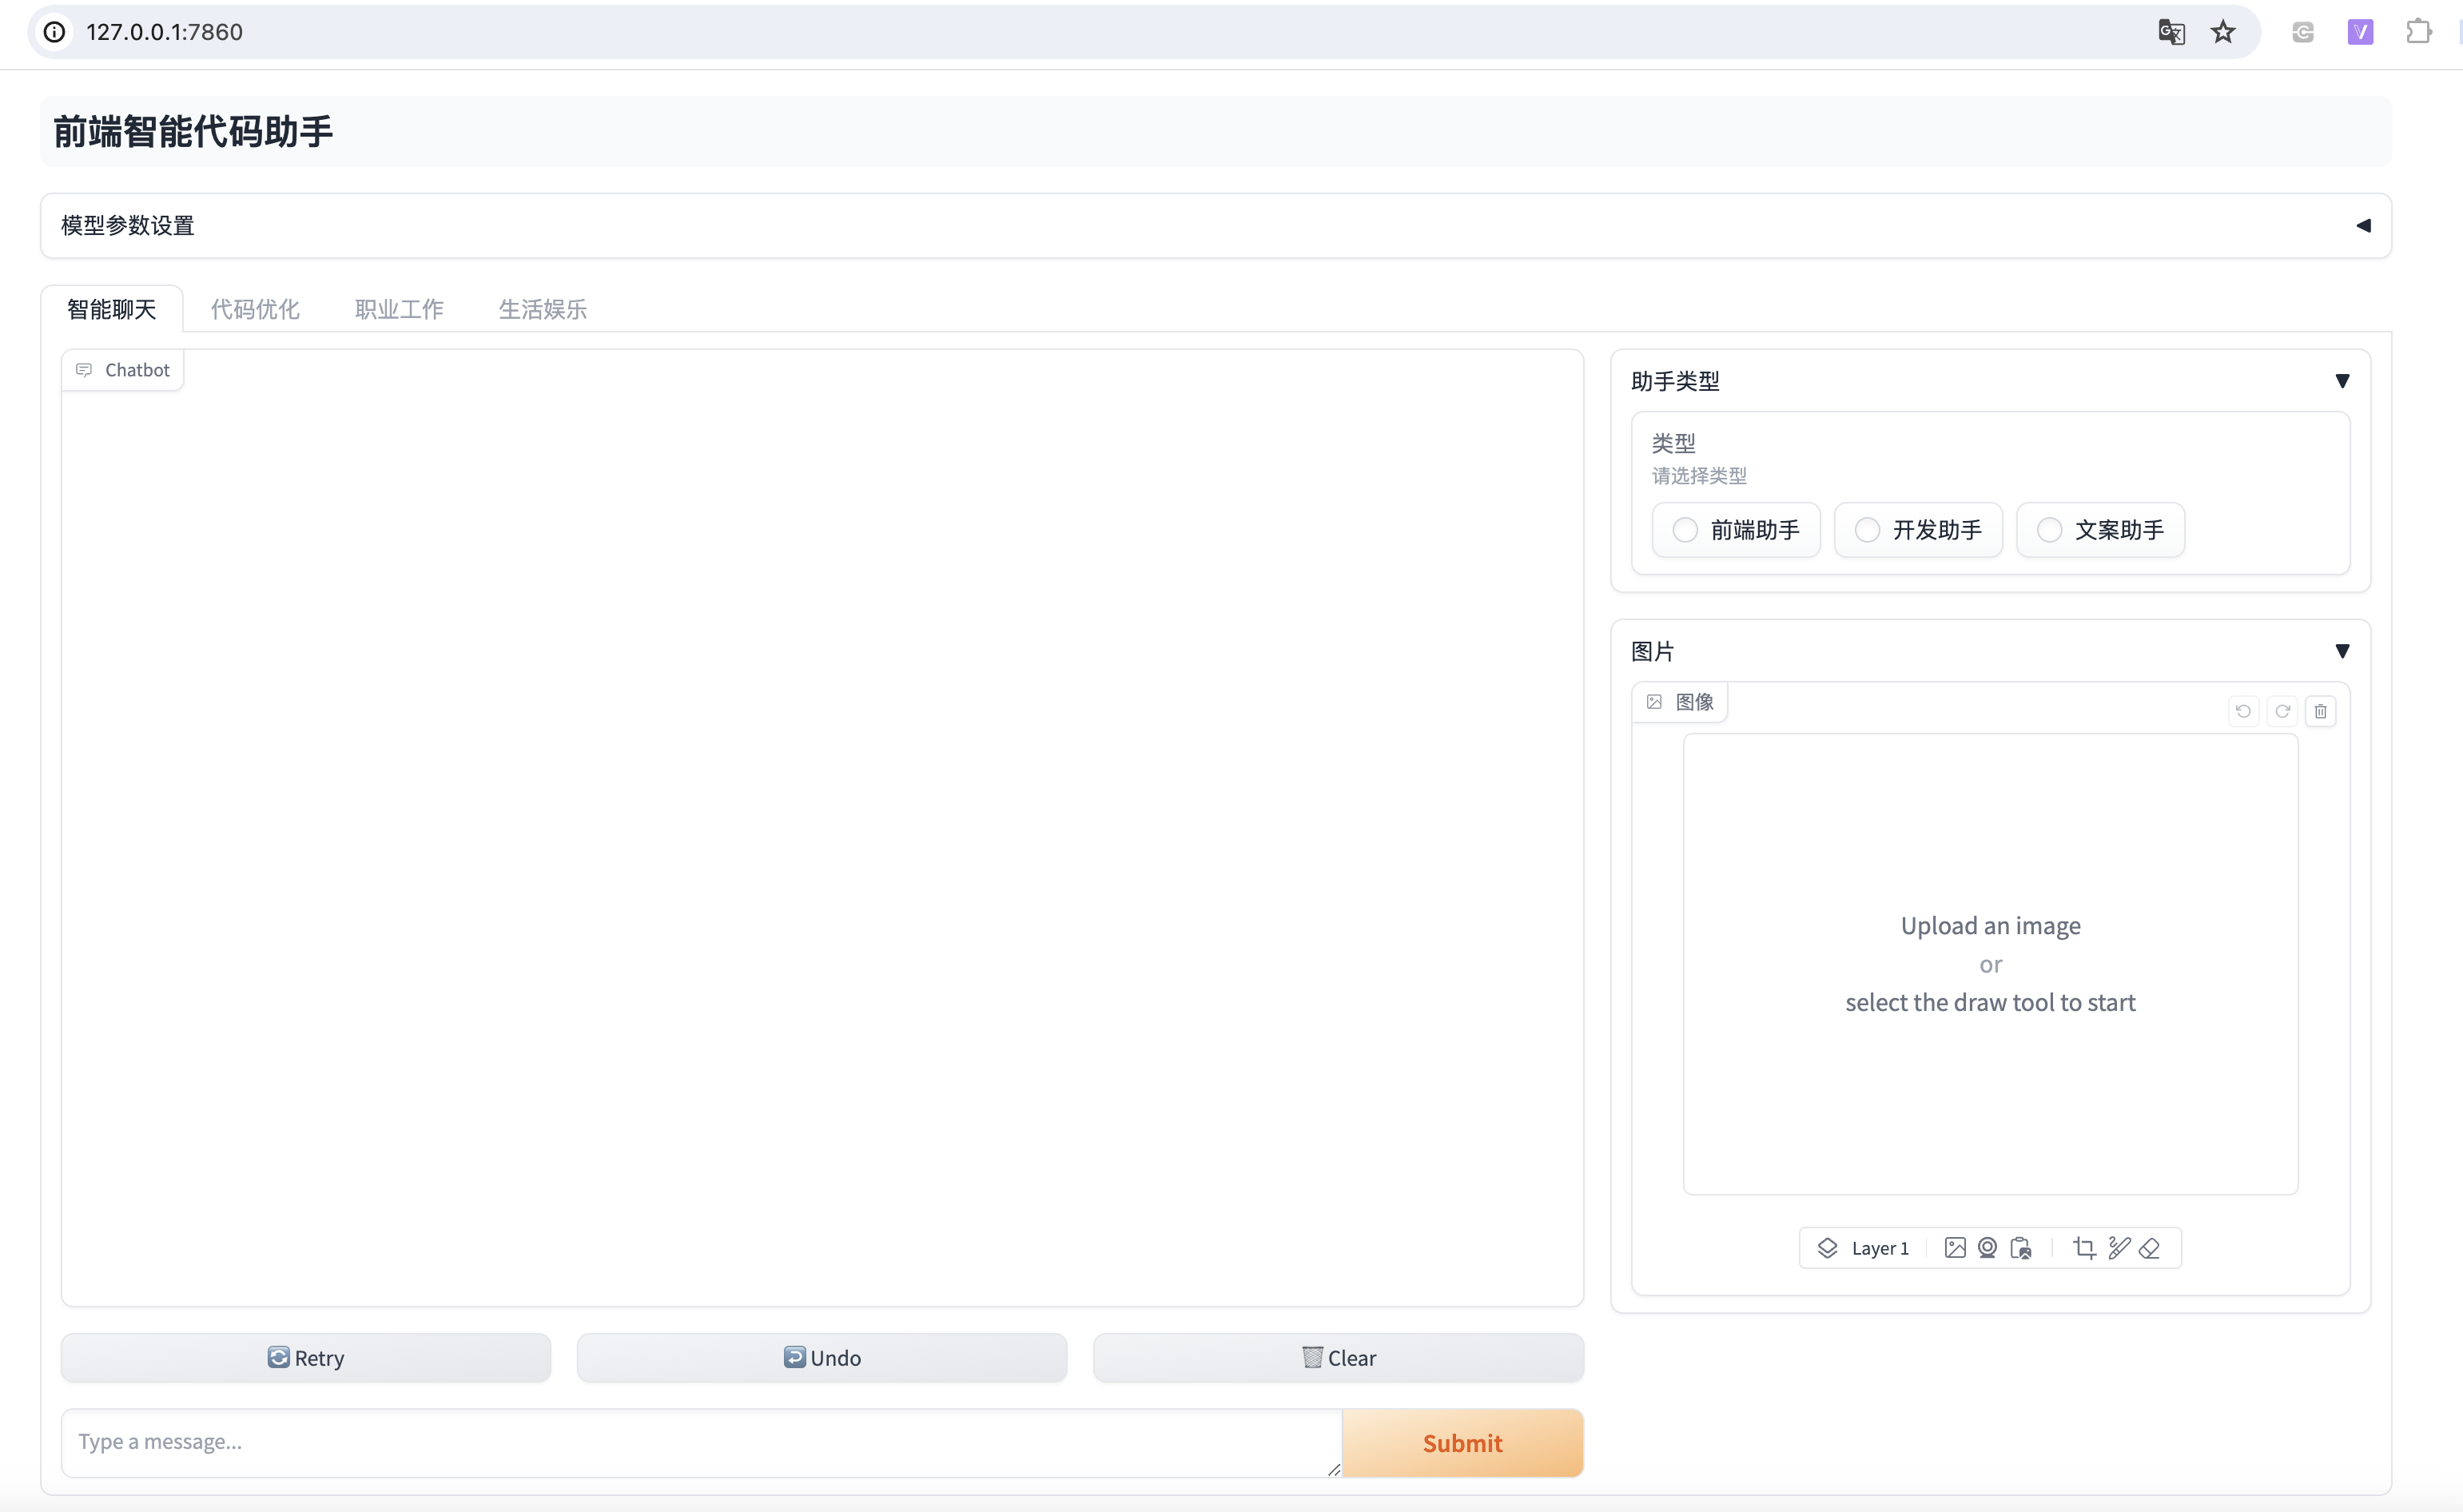 127.0.0.1:7860
前端智能代码助手
模型参数设置
智能聊天 代码优化 职业工作 生活娱乐
Chatbot
助手类型
类型
请选择类型
前端助手 开发助手 文案助手
图片
图像
Upload an image
or
select the draw tool to start
Layer 1
Retry Undo Clear
Type a message...
Submit